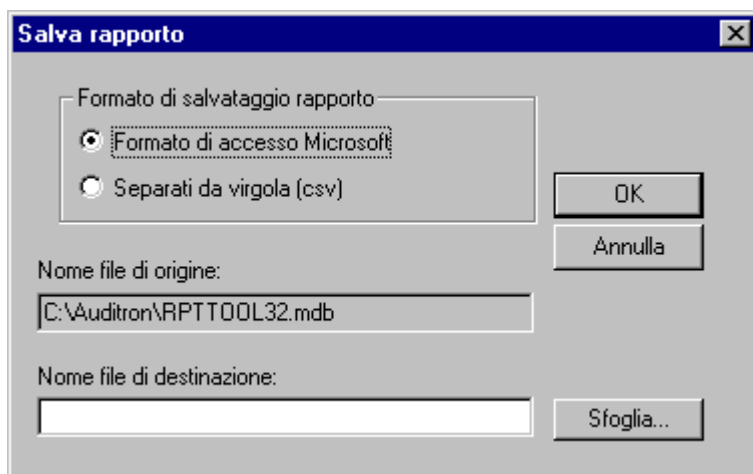 Salva rapporto
Formato di salvataggio rapporto
Formato di accesso Microsoft
Separati da virgola (csv)
OK
Annulla
Nome file di origine:
C:\Auditron\RPTTOOL32.mdb
Nome file di destinazione:
Sfoglia...